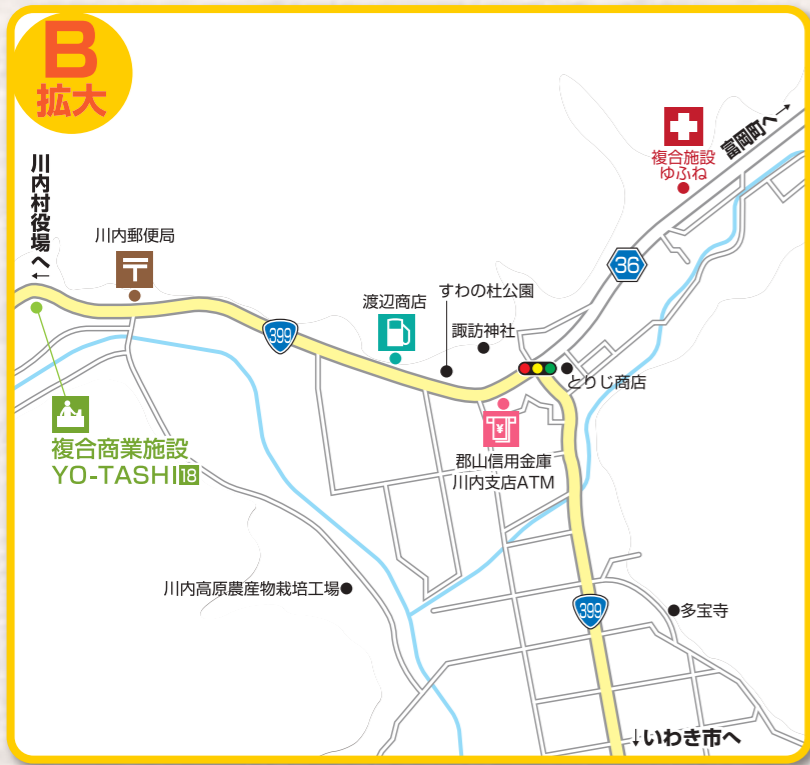 B
拡大
川内村役場へ←
川内郵便局
〒
399
渡辺商店
すわの杜公園
諏訪神社
複合施設
ゆふね
富岡町へ→
36
とりじ商店
¥
郡山信用金庫
川内支店ATM
複合商業施設
YO-TASHI18
川内高原農産物栽培工場
399
多宝寺
↓いわき市へ